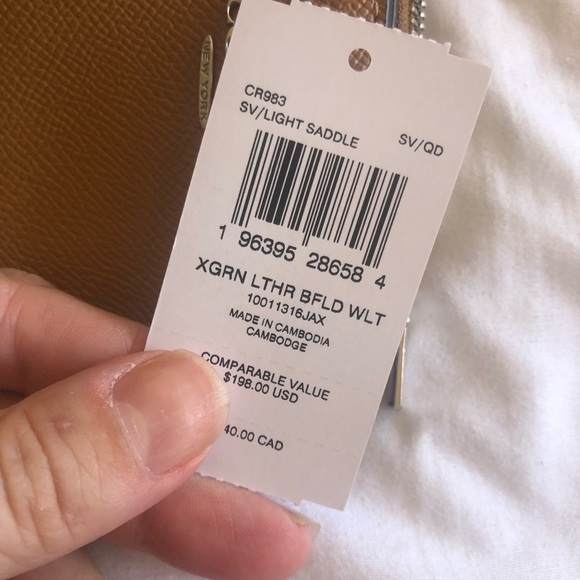 NEW YORK
CR983
SV/LIGHT SADDLE SV/QD
1 96395 28658 4
XGRN LTHR BFLD WLT
10011316JAX
MADE IN CAMBODIA
CAMBODGE
COMPARABLE VALUE
$198.00 USD
40.00 CAD